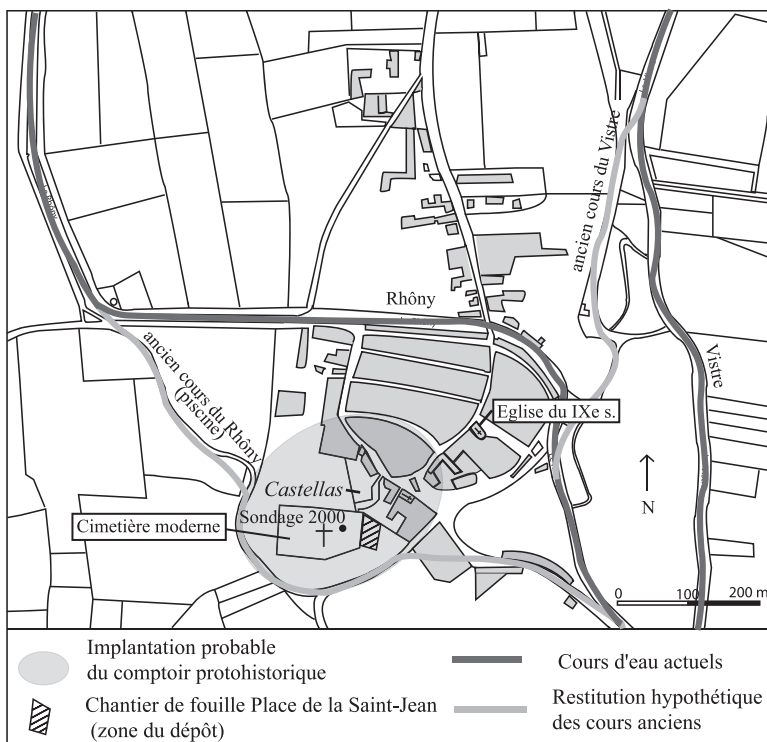 ancien cours du Vistre
Rhôny
Vistre
ancien cours du Rhôny
(piscine)
Eglise du IXe s.
Castellas
Sondage 2000
Cimetière moderne
N
0 100 200 m
Implantation probable
du comptoir protohistorique
Chantier de fouille Place de la Saint-Jean
(zone du dépôt)
Cours d'eau actuels
Restitution hypothétique
des cours anciens